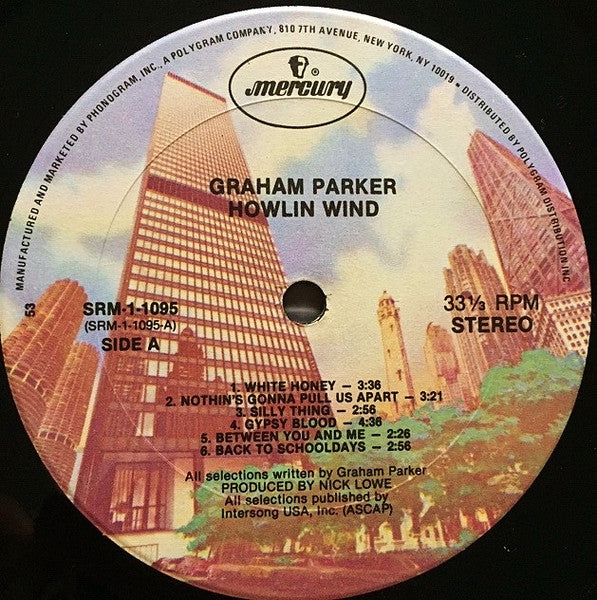 MANUFACTURED AND MARKETED BY PHONOGRAM, INC., A POLYGRAM COMPANY, 810 7TH AVENUE, NEW YORK, NY 10019 • DISTRIBUTED BY POLYGRAM DISTRIBUTION INC
®
mercury
GRAHAM PARKER
HOWLIN WIND
53
SRM-1-1095
(SRM-1-1095-A)
SIDE A
33⅓ RPM
STEREO
1. WHITE HONEY – 3:36
2. NOTHIN'S GONNA PULL US APART – 3:21
3. SILLY THING – 2:56
4. GYPSY BLOOD – 4:36
5. BETWEEN YOU AND ME – 2:26
6. BACK TO SCHOOLDAYS – 2:56
All selections written by Graham Parker
PRODUCED BY NICK LOWE
All selections published by
Intersong USA, Inc. (ASCAP)